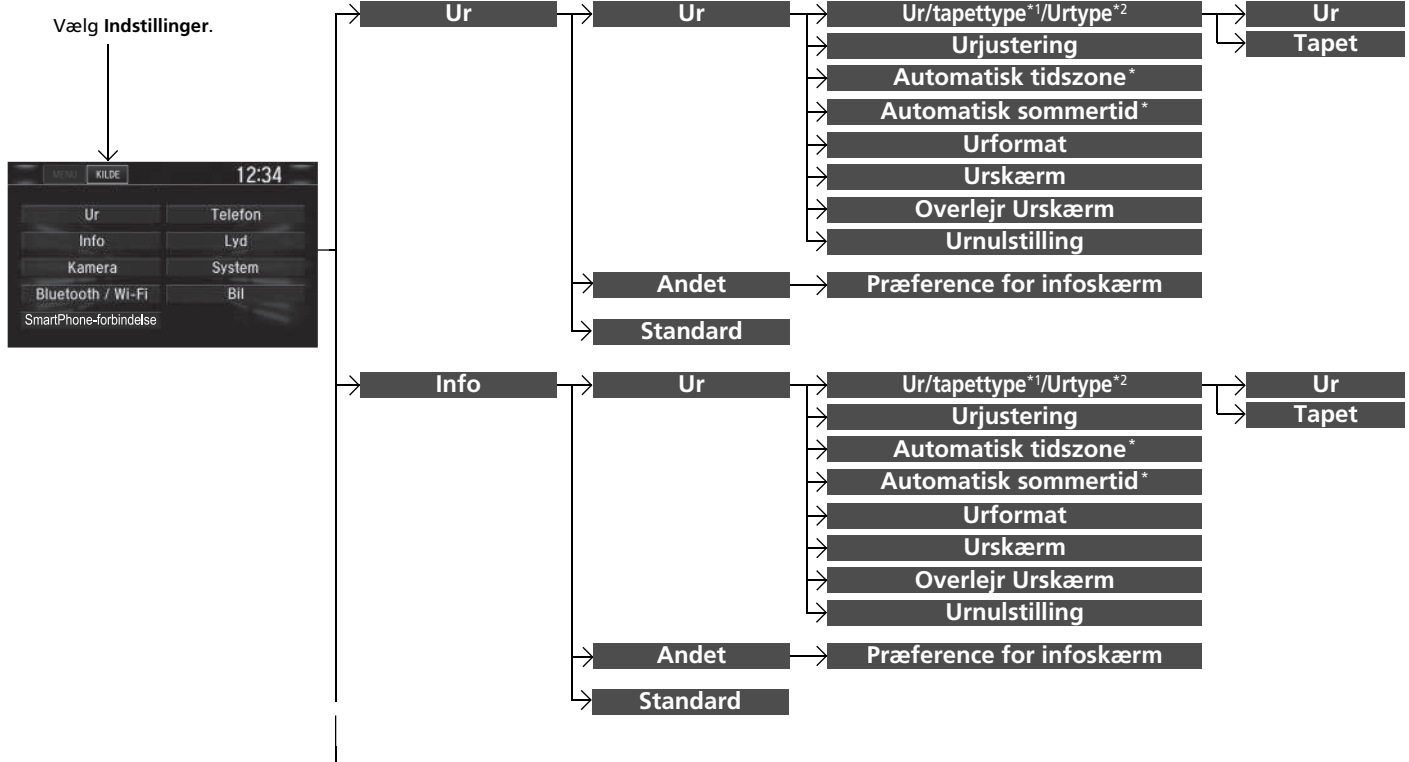 Vælg Indstillinger.
MENU KILDE 12:34
Ur Telefon
Info Lyd
Kamera System
Bluetooth / Wi-Fi Bil
SmartPhone-forbindelse
Ur
Ur
Ur/tapettype*1/Urtype*2
Ur
Tapet
Urjustering
Automatisk tidszone*
Automatisk sommertid*
Urformat
Urskærm
Overlejr Urskærm
Urnulstilling
Andet
Præference for infoskærm
Standard
Info
Ur
Ur/tapettype*1/Urtype*2
Ur
Tapet
Urjustering
Automatisk tidszone*
Automatisk sommertid*
Urformat
Urskærm
Overlejr Urskærm
Urnulstilling
Andet
Præference for infoskærm
Standard